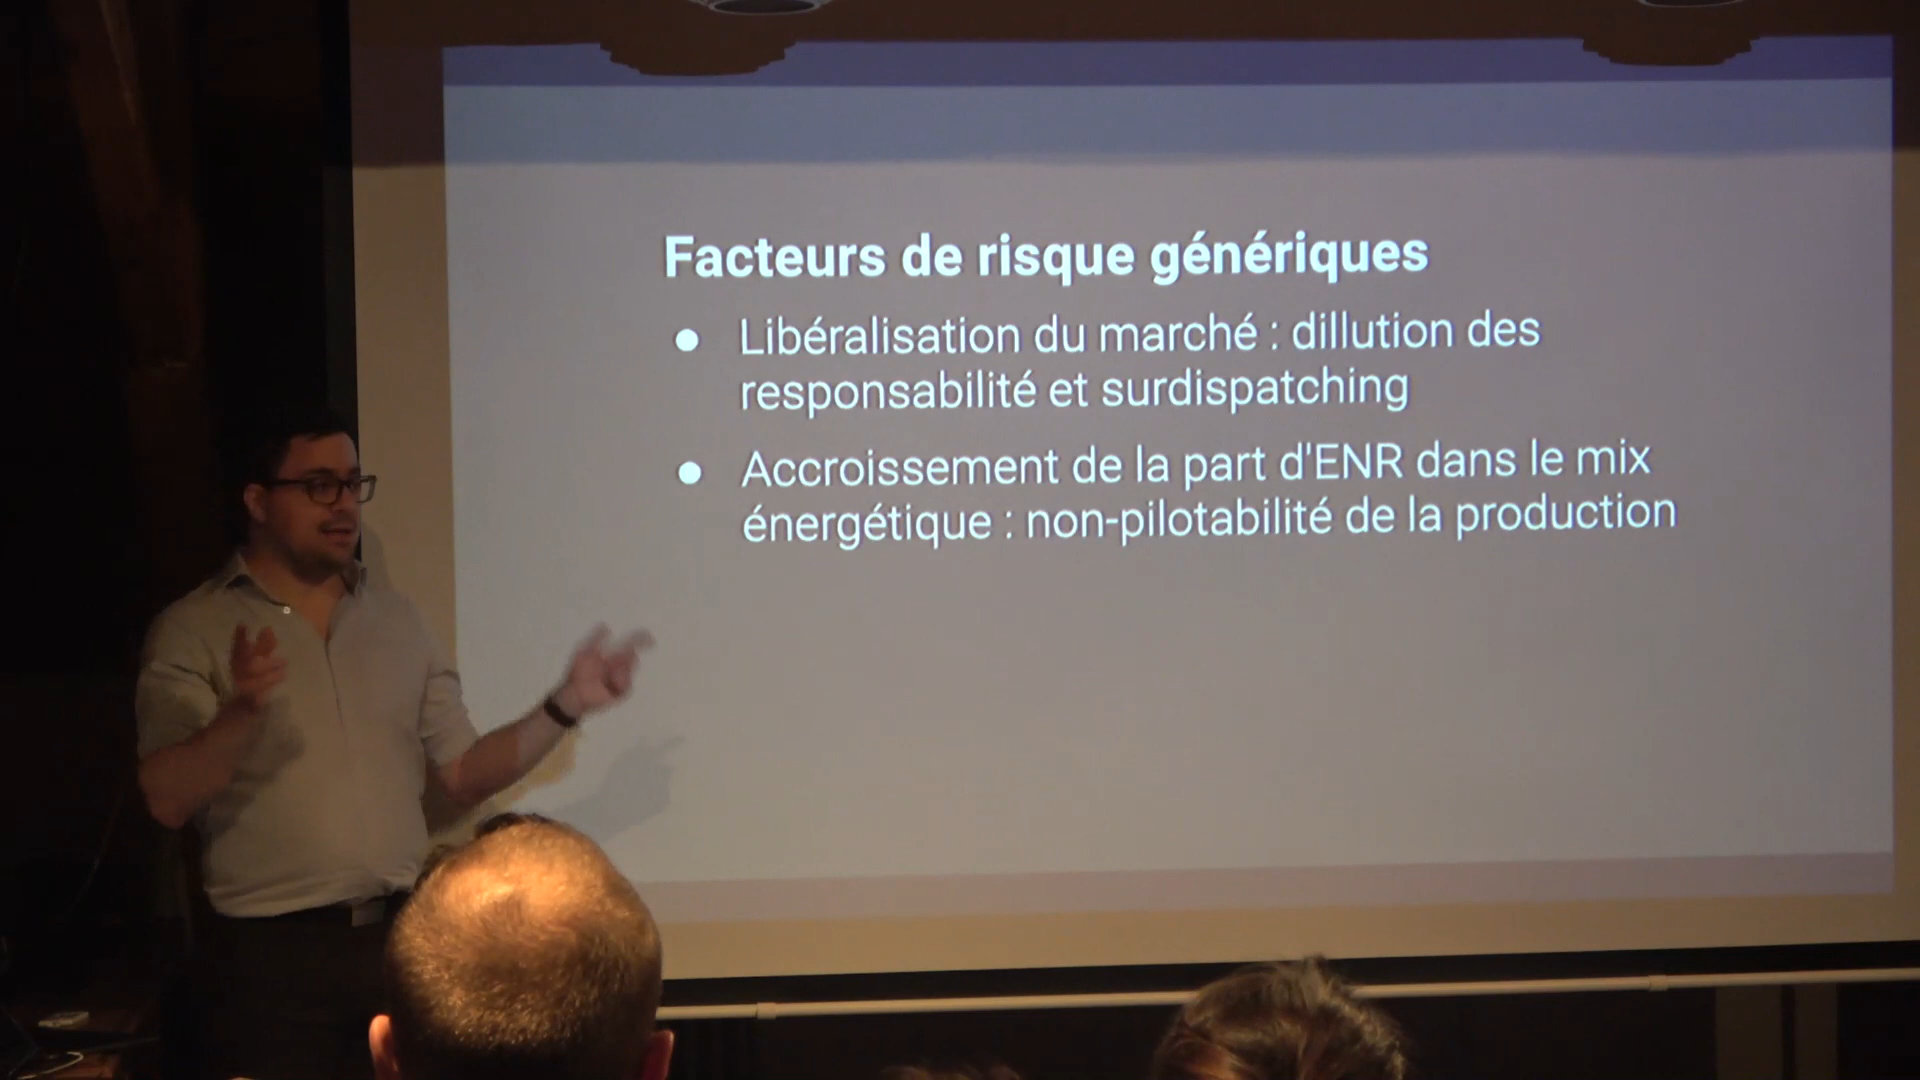 Facteurs de risque génériques
● Libéralisation du marché : dillution des
responsabilité et surdispatching
● Accroissement de la part d'ENR dans le mix
énergétique : non-pilotabilité de la production